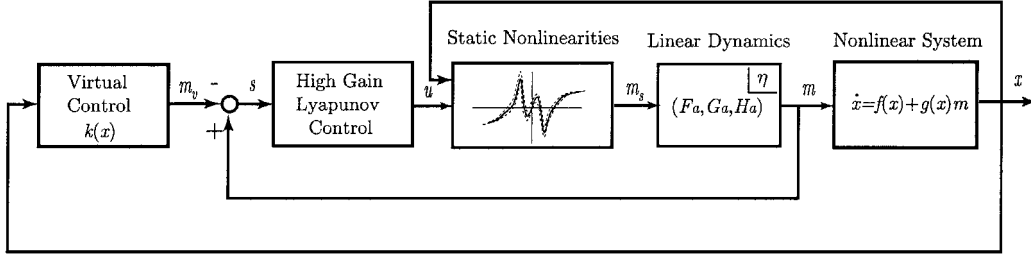 Static Nonlinearities
Linear Dynamics
Nonlinear System
Virtual
Control
k(x)
m_v
-
+
s
High Gain
Lyapunov
Control
u
m_s
η
(Fa,Ga,Ha)
m
ẋ=f(x)+g(x)m
x